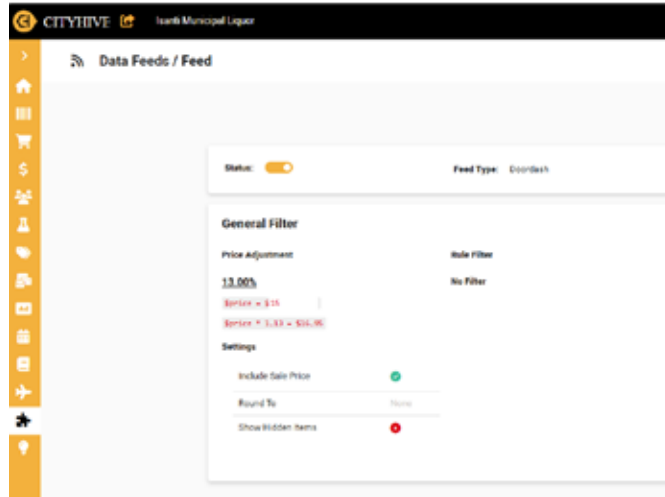 CITYHIVE Isanti Municipal Liquor
Data Feeds / Feed
Status: Feed Type: Doordash
General Filter
Price Adjustment Rule Filter
13.00% No Filter
$price = $15
$price * 1.13 = $16.95
Settings
Include Sale Price
Round To None
Show Hidden Items